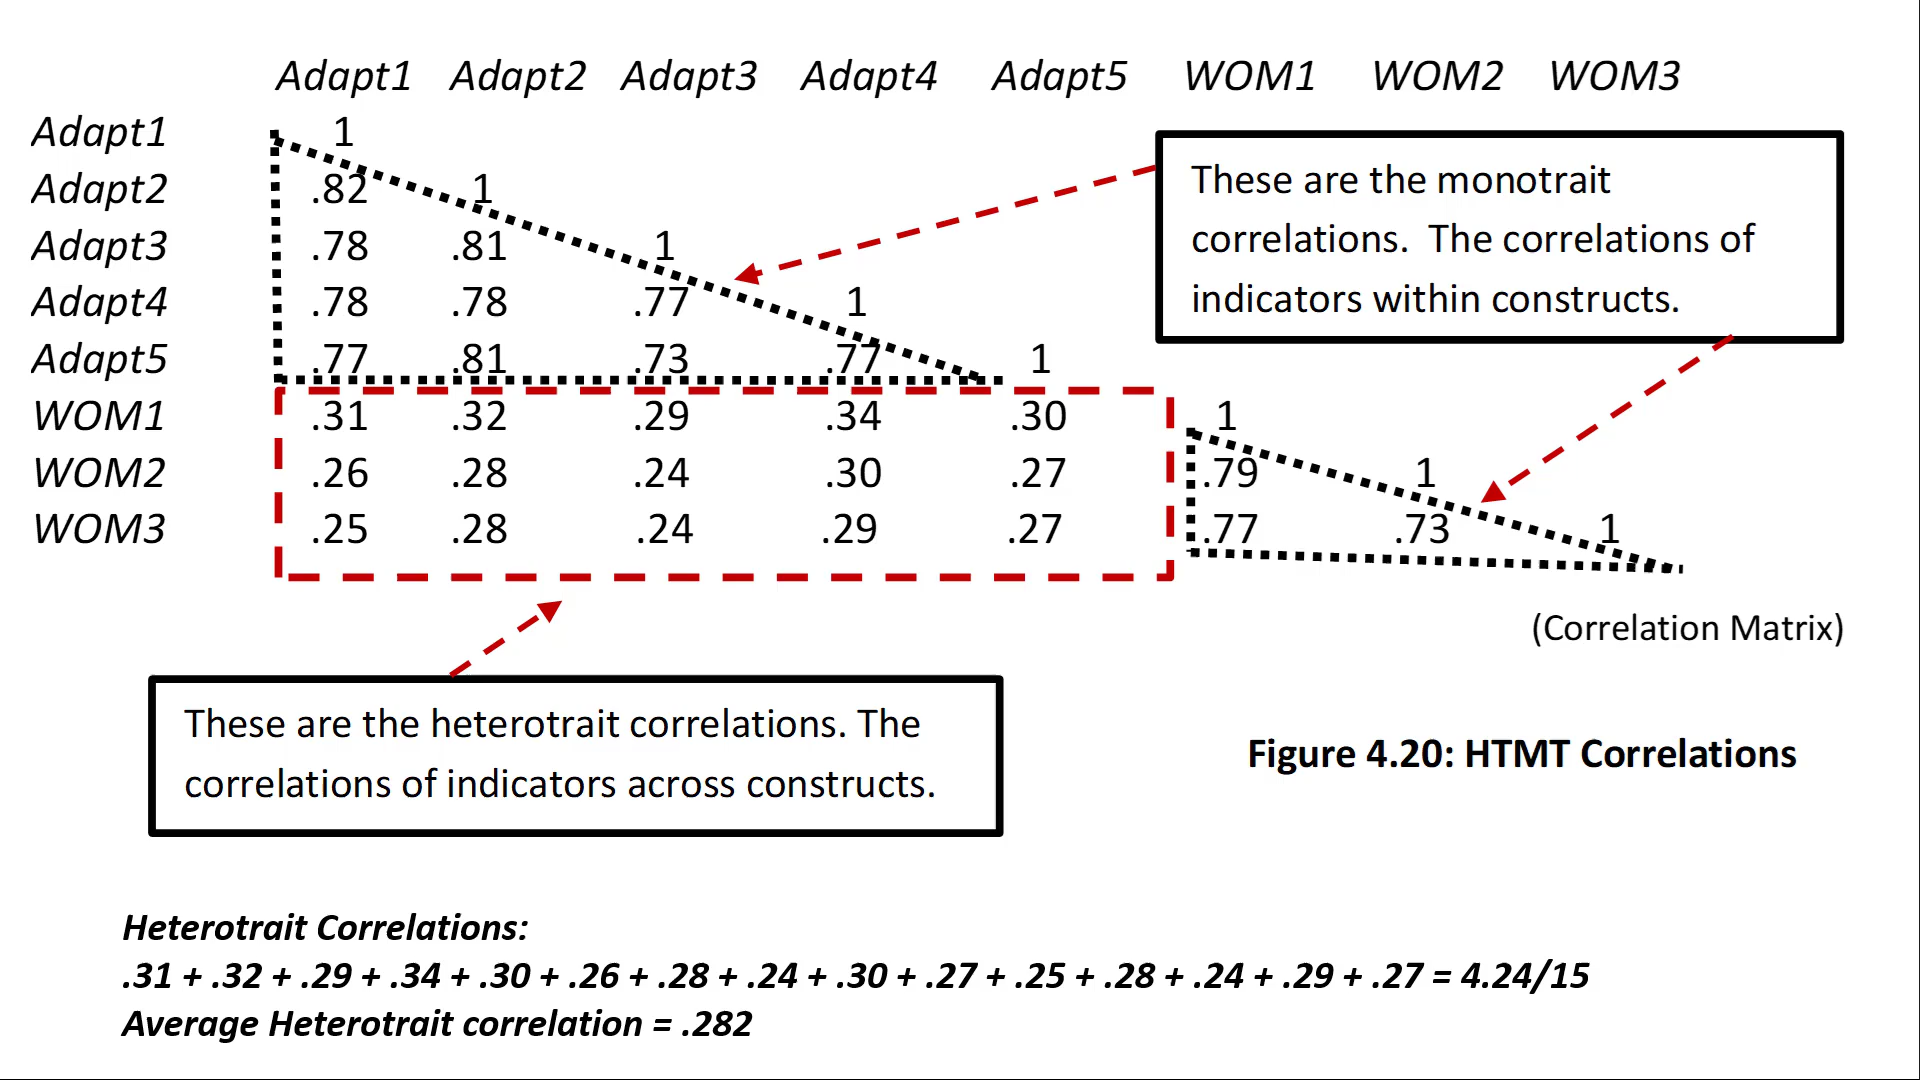 Adapt1 Adapt2 Adapt3 Adapt4 Adapt5 WOM1 WOM2 WOM3
Adapt1 1
Adapt2 .82 1
Adapt3 .78 .81 1
Adapt4 .78 .78 .77 1
Adapt5 .77 .81 .73 .77 1
WOM1 .31 .32 .29 .34 .30 1
WOM2 .26 .28 .24 .30 .27 .79 1
WOM3 .25 .28 .24 .29 .27 .77 .73 1
These are the monotrait
correlations. The correlations of
indicators within constructs.
(Correlation Matrix)
These are the heterotrait correlations. The
correlations of indicators across constructs.
Figure 4.20: HTMT Correlations
Heterotrait Correlations:
.31 + .32 + .29 + .34 + .30 + .26 + .28 + .24 + .30 + .27 + .25 + .28 + .24 + .29 + .27 = 4.24/15
Average Heterotrait correlation = .282